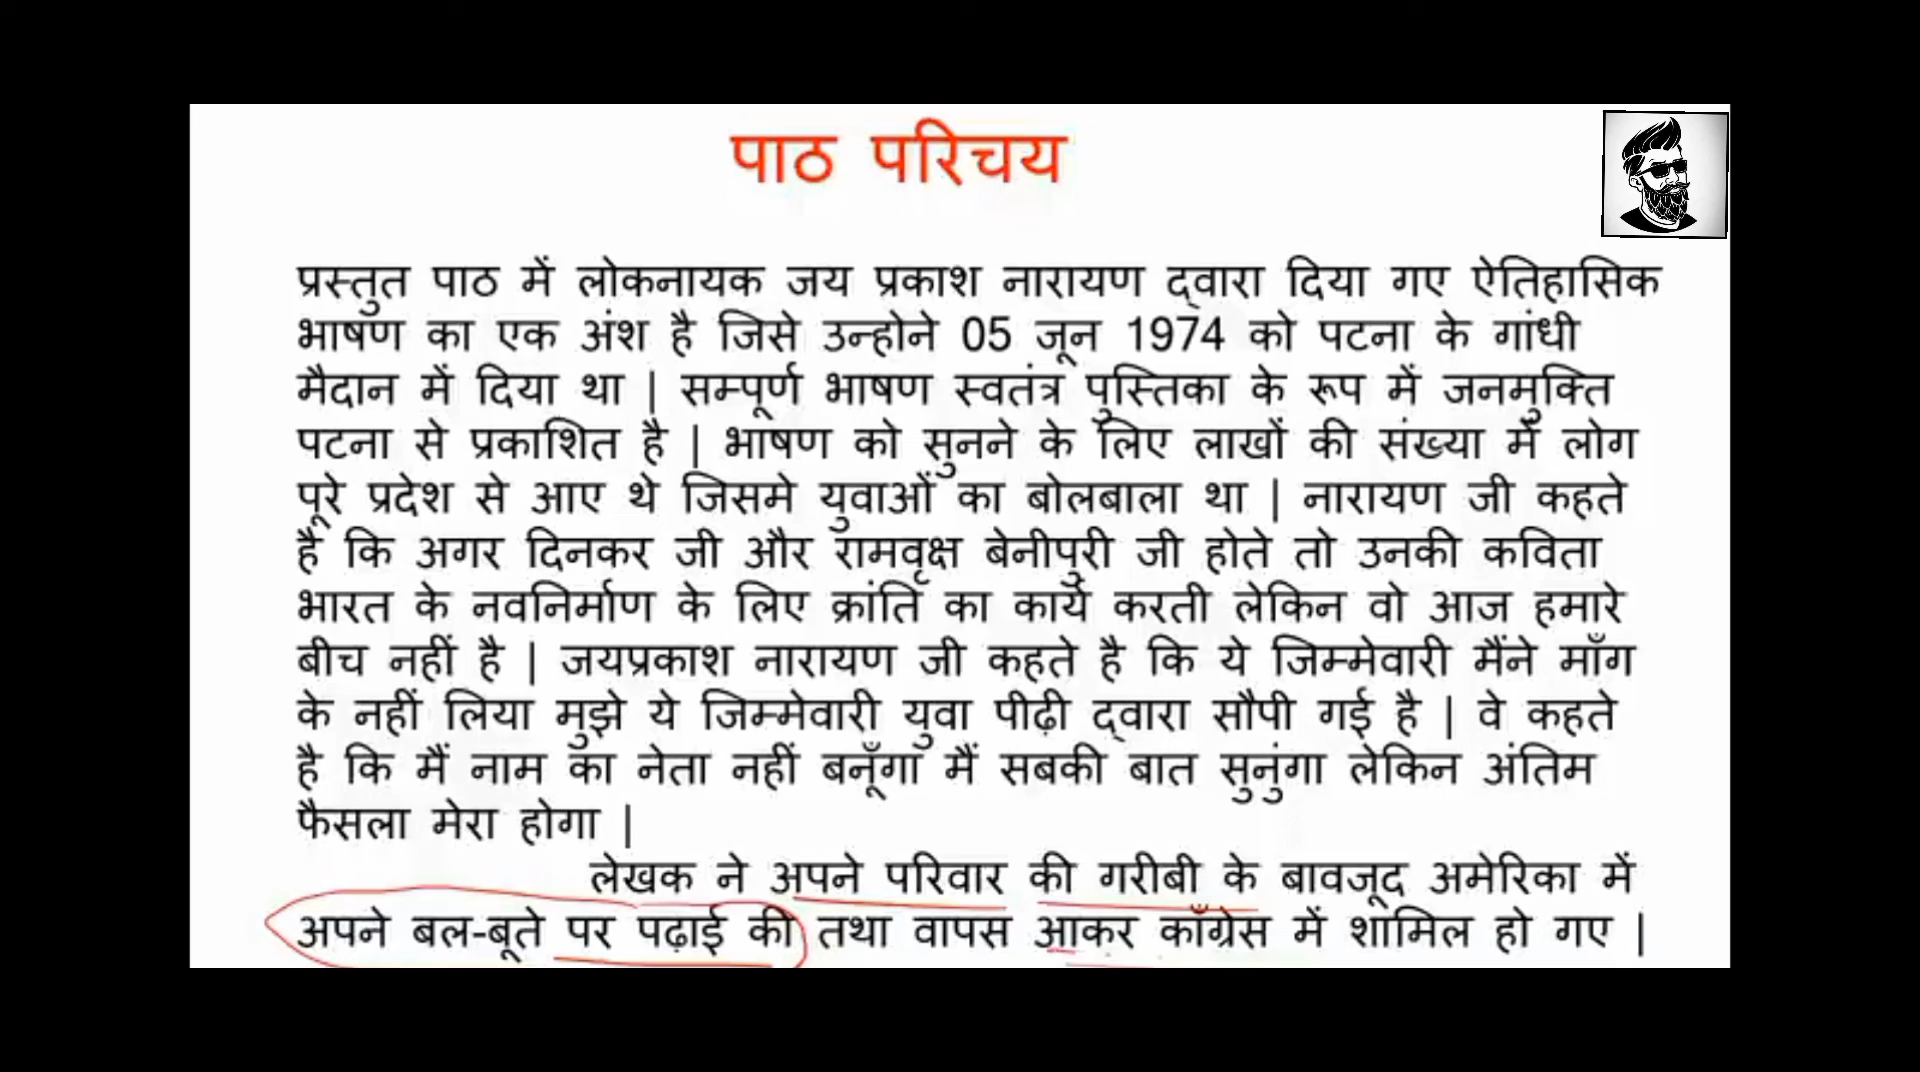 पाठ परिचय
प्रस्तुत पाठ में लोकनायक जय प्रकाश नारायण द्वारा दिया गए ऐतिहासिक
भाषण का एक अंश है जिसे उन्होने 05 जून 1974 को पटना के गांधी
मैदान में दिया था | सम्पूर्ण भाषण स्वतंत्र पुस्तिका के रूप में जनमुक्ति
पटना से प्रकाशित है | भाषण को सुनने के लिए लाखों की संख्या में लोग
पूरे प्रदेश से आए थे जिसमे युवाओं का बोलबाला था | नारायण जी कहते
है कि अगर दिनकर जी और रामवृक्ष बेनीपुरी जी होते तो उनकी कविता
भारत के नवनिर्माण के लिए क्रांति का कार्य करती लेकिन वो आज हमारे
बीच नहीं है | जयप्रकाश नारायण जी कहते है कि ये जिम्मेवारी मैंने माँग
के नहीं लिया मुझे ये जिम्मेवारी युवा पीढ़ी द्वारा सौपी गई है | वे कहते
है कि मैं नाम का नेता नहीं बनूँगा मैं सबकी बात सुनुंगा लेकिन अंतिम
फैसला मेरा होगा |
लेखक ने अपने परिवार की गरीबी के बावजूद अमेरिका में
अपने बल-बूते पर पढ़ाई की तथा वापस आकर काँग्रेस में शामिल हो गए |